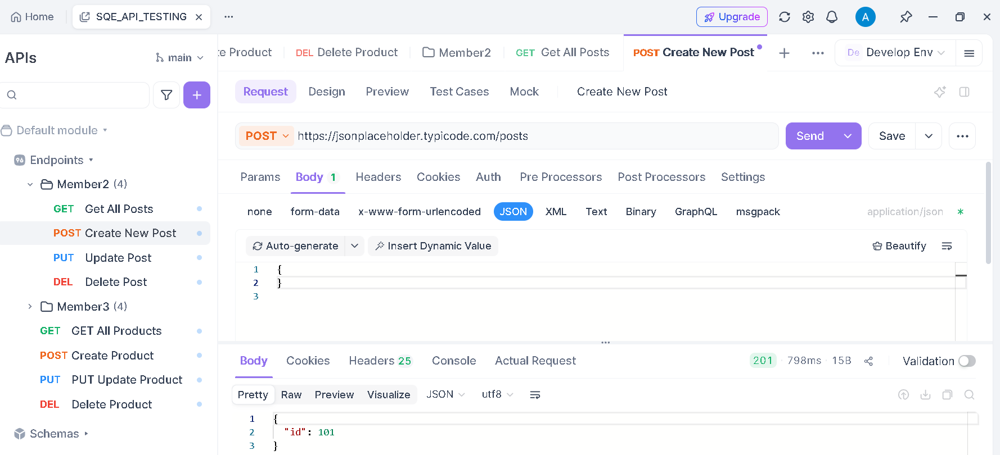 Home
SQE_API_TESTING
Upgrade
A
APIs
main
te Product
DEL Delete Product
Member2
GET Get All Posts
POST Create New Post
De Develop Env
Request
Design
Preview
Test Cases
Mock
Create New Post
Default module
POST
https://jsonplaceholder.typicode.com/posts
Send
Save
Endpoints
Member2 (4)
GET Get All Posts
POST Create New Post
PUT Update Post
DEL Delete Post
Member3 (4)
GET GET All Products
POST Create Product
PUT PUT Update Product
DEL Delete Product
Schemas
Params
Body 1
Headers
Cookies
Auth
Pre Processors
Post Processors
Settings
none
form-data
x-www-form-urlencoded
JSON
XML
Text
Binary
GraphQL
msgpack
application/json *
Auto-generate
Insert Dynamic Value
Beautify
1 {
2 }
3
Body
Cookies
Headers 25
Console
Actual Request
201 · 798ms · 15B
Validation
Pretty
Raw
Preview
Visualize
JSON
utf8
1 {
2 "id": 101
3 }